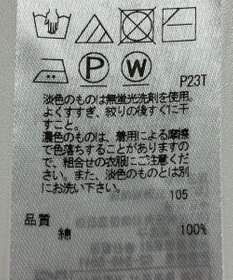 P W
P23T
淡色のものは無蛍光洗剤を使用。
よくすすぎ、絞りの後すぐに干
すこと。
濃色のものは、着用による摩擦
で色落ちすることがありますの
で、組合せの衣服にご注意くださ
い。また、淡色のものとは別
にお洗い下さい。
105
品質
綿 100%